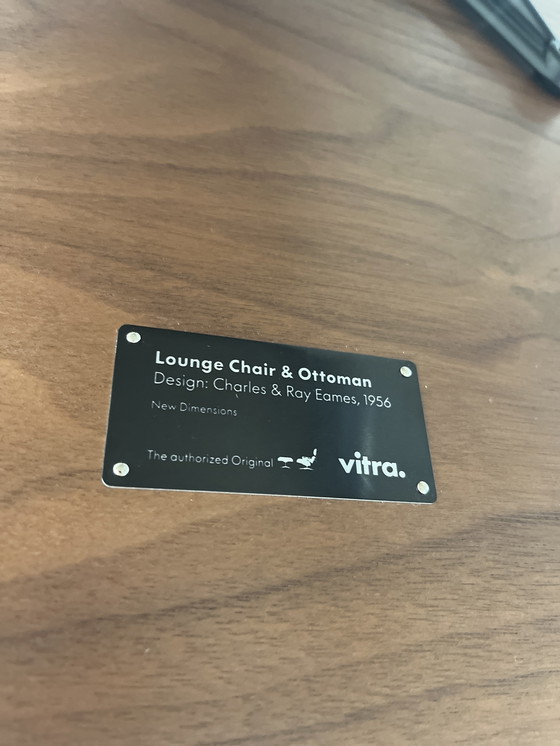 Lounge Chair & Ottoman
Design: Charles & Ray Eames, 1956
New Dimensions
The authorized Original vitra.